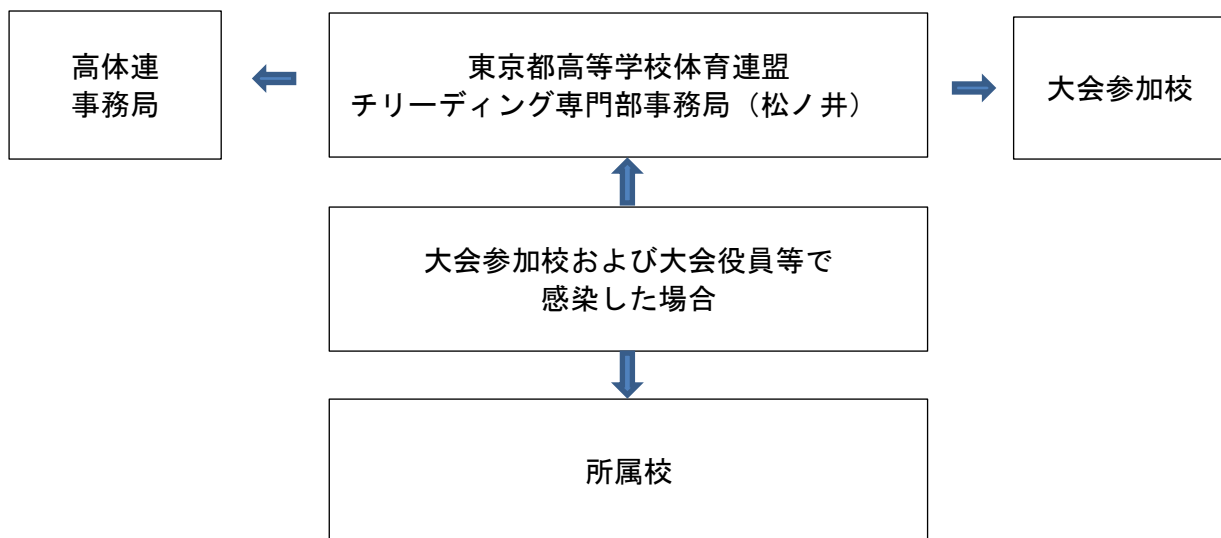 高体連
事務局
東京都高等学校体育連盟
チリーディング専門部事務局（松ノ井）
大会参加校
大会参加校および大会役員等で
感染した場合
所属校